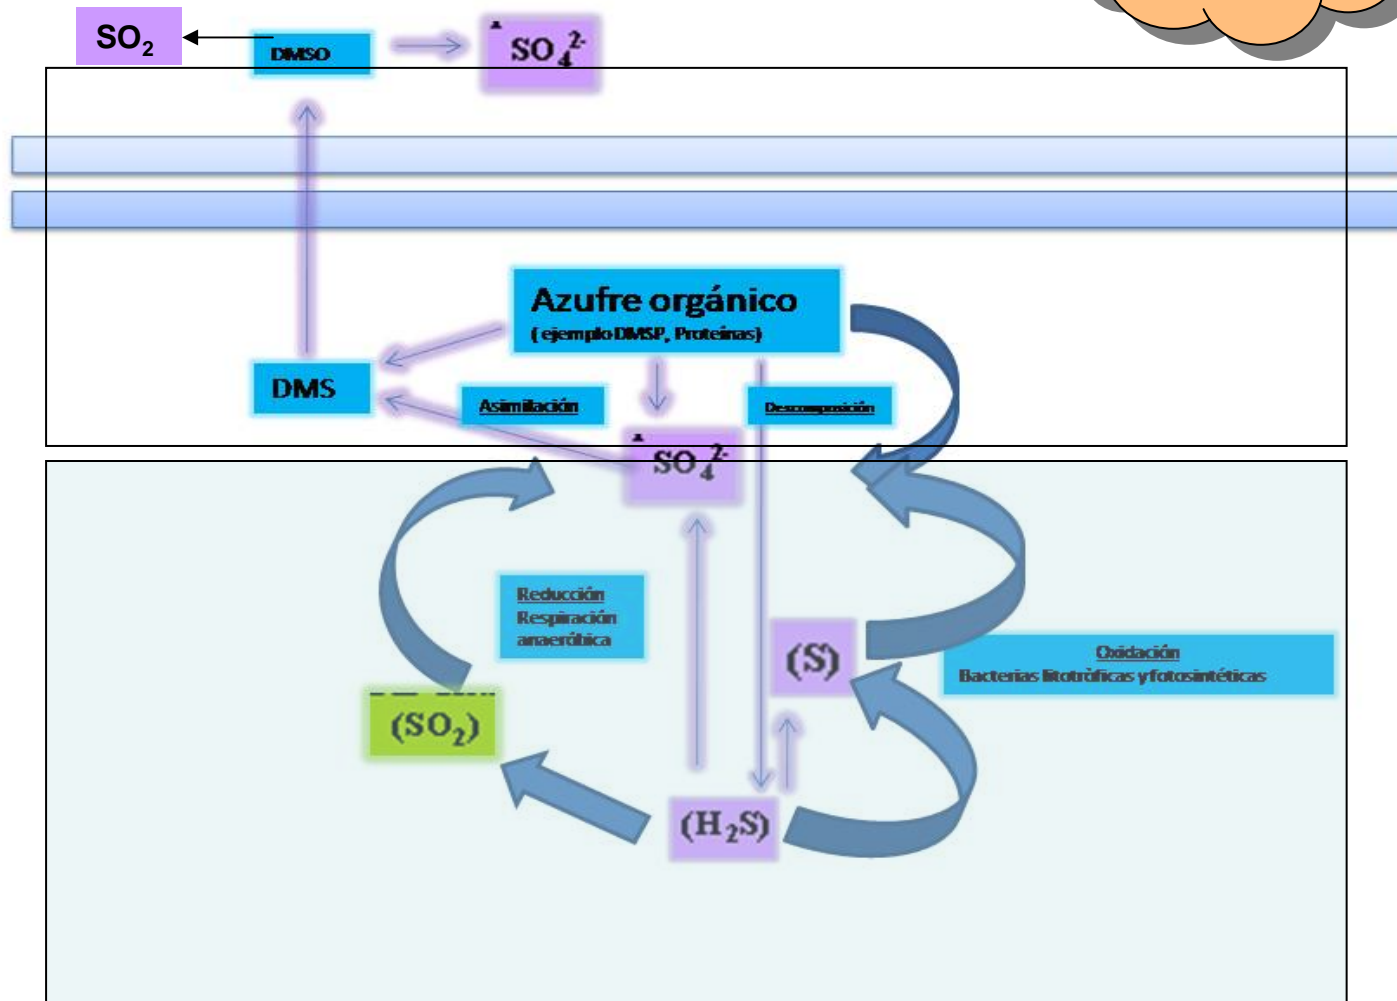 SO2
DMSO
SO4 2-
Azufre orgánico
( ejemplo DMSP, Proteínas)
DMS
Asimilación
Descomposición
SO4 2-
Reducción
Respiración
anaeróbica
(S)
Oxidación
Bacterias litotróficas y fotosintéticas
(SO2)
(H2S)